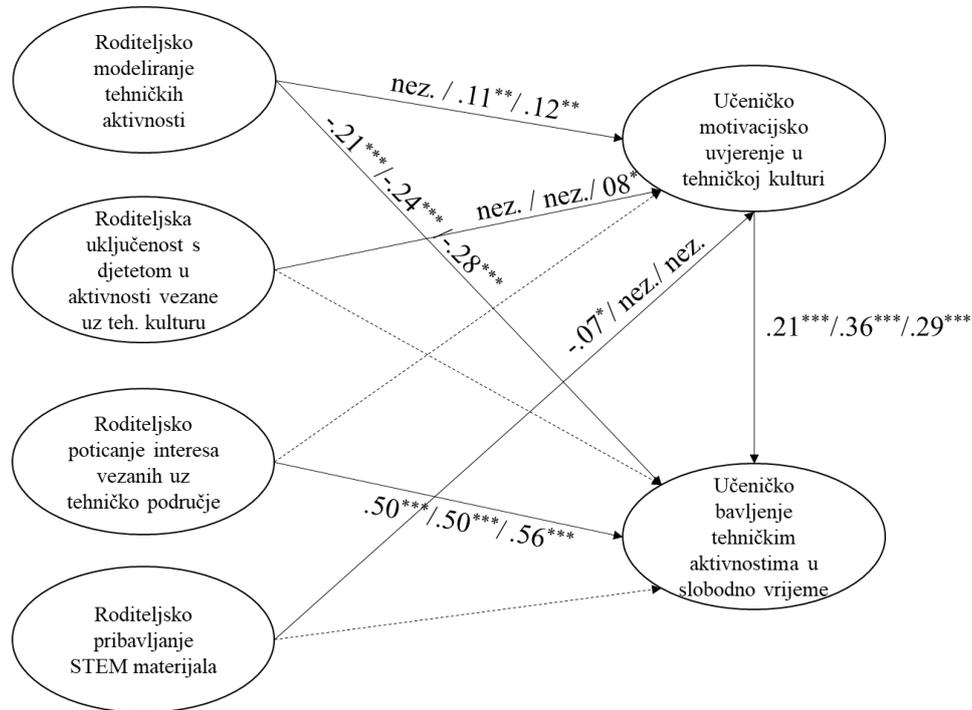 Roditeljsko
modeliranje
tehničkih
aktivnosti
Roditeljska
uključenost s
djetetom u
aktivnosti vezane
uz teh. kulturu
Roditeljsko
poticanje interesa
vezanih uz
tehničko područje
Roditeljsko
pribavljanje
STEM materijala
nez. / .11**/ .12**
-.21***/-.24***/-.28***
nez. / nez./ 08*
-.07*/ nez./ nez.
.50***/.50***/ .56***
Učeničko
motivacijsko
uvjerenje u
tehničkoj kulturi
.21***/.36***/.29***
Učeničko
bavljenje
tehničkim
aktivnostima u
slobodno vrijeme